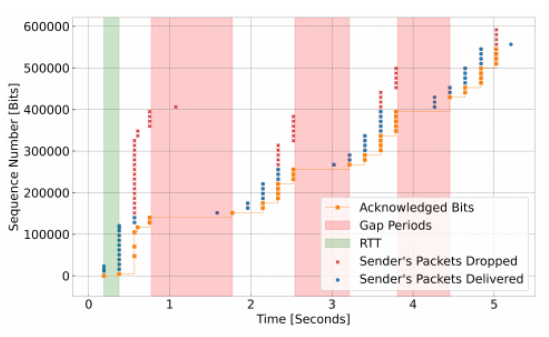 600000
500000
400000
300000
200000
100000
0
Sequence Number [Bits]
Acknowledged Bits
Gap Periods
RTT
Sender's Packets Dropped
Sender's Packets Delivered
0 1 2 3 4 5
Time [Seconds]